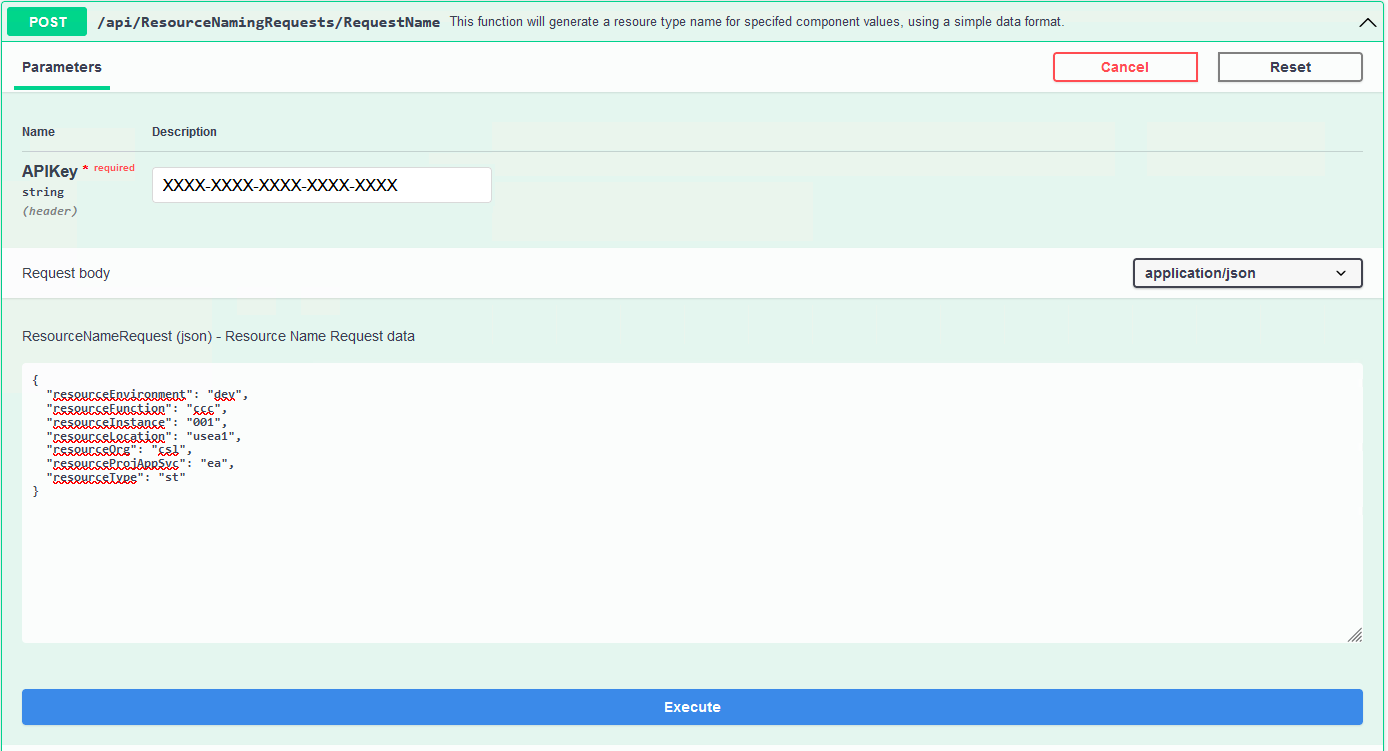 POST /api/ResourceNamingRequests/RequestName This function will generate a resoure type name for specifed component values, using a simple data format.
Parameters Cancel Reset
Name Description
APIKey * required XXXX-XXXX-XXXX-XXXX-XXXX
string
(header)
Request body application/json
ResourceNameRequest (json) - Resource Name Request data
{
  "resourceEnvironment": "dev",
  "resourceFunction": "ccc",
  "resourceInstance": "001",
  "resourceLocation": "usea1",
  "resourceOrg": "csl",
  "resourceProjAppSvc": "ea",
  "resourceType": "st"
}
Execute